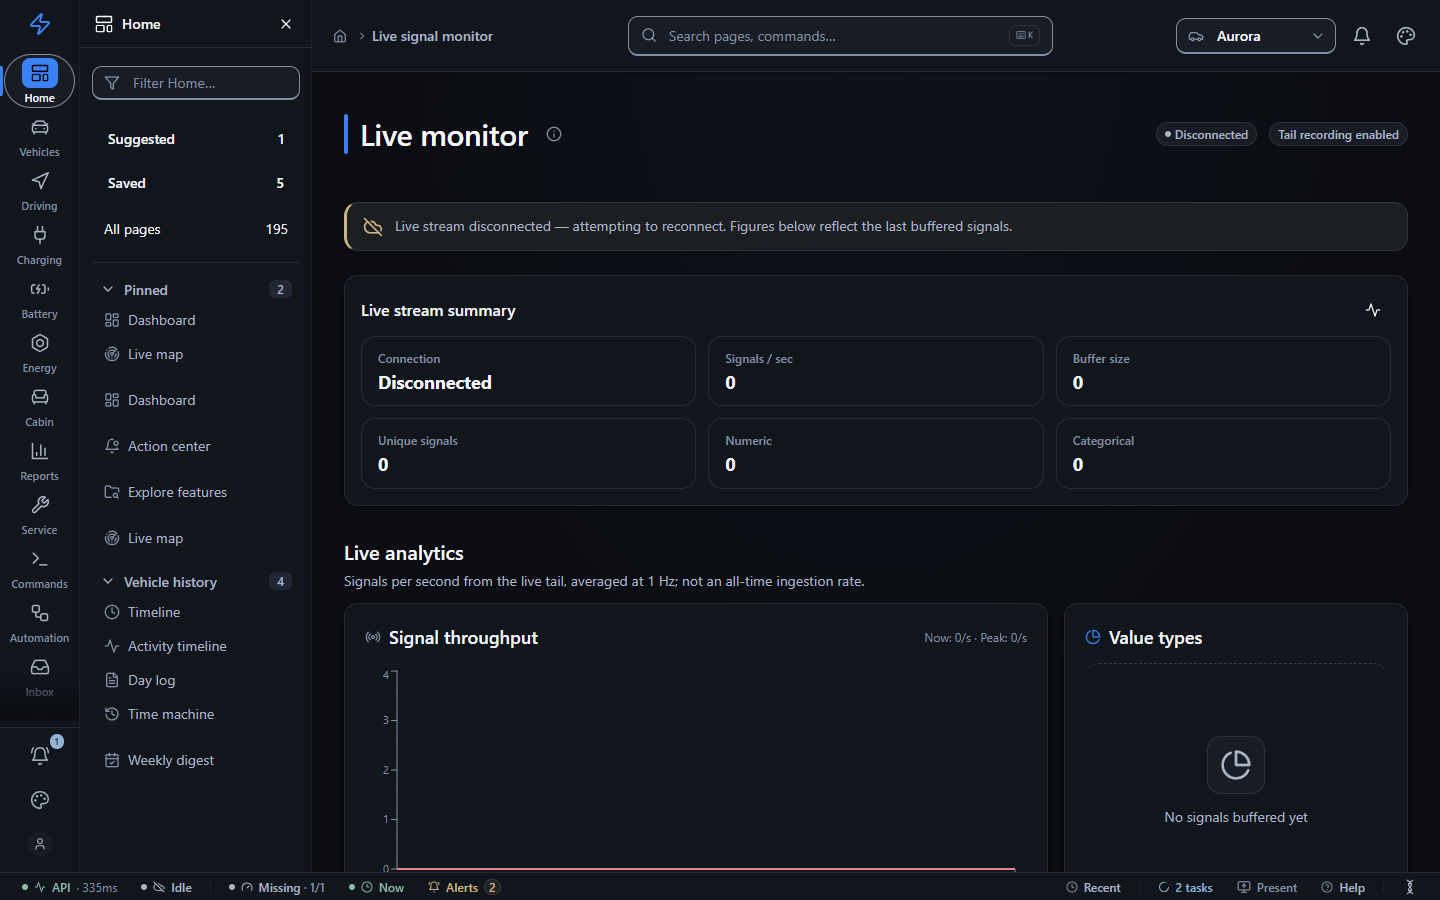 Home
Vehicles
Driving
Charging
Battery
Energy
Cabin
Reports
Service
Commands
Automation
Inbox
1
Home
Filter Home...
Suggested 1
Saved 5
All pages 195
Pinned 2
Dashboard
Live map
Dashboard
Action center
Explore features
Live map
Vehicle history 4
Timeline
Activity timeline
Day log
Time machine
Weekly digest
Live signal monitor
Search pages, commands...
K
Aurora
Live monitor
Disconnected
Tail recording enabled
Live stream disconnected — attempting to reconnect. Figures below reflect the last buffered signals.
Live stream summary
Connection
Disconnected
Signals / sec
0
Buffer size
0
Unique signals
0
Numeric
0
Categorical
0
Live analytics
Signals per second from the live tail, averaged at 1 Hz; not an all-time ingestion rate.
Signal throughput
Now: 0/s · Peak: 0/s
4
3
2
1
0
Value types
No signals buffered yet
API · 335ms
Idle
Missing · 1/1
Now
Alerts 2
Recent
2 tasks
Present
Help